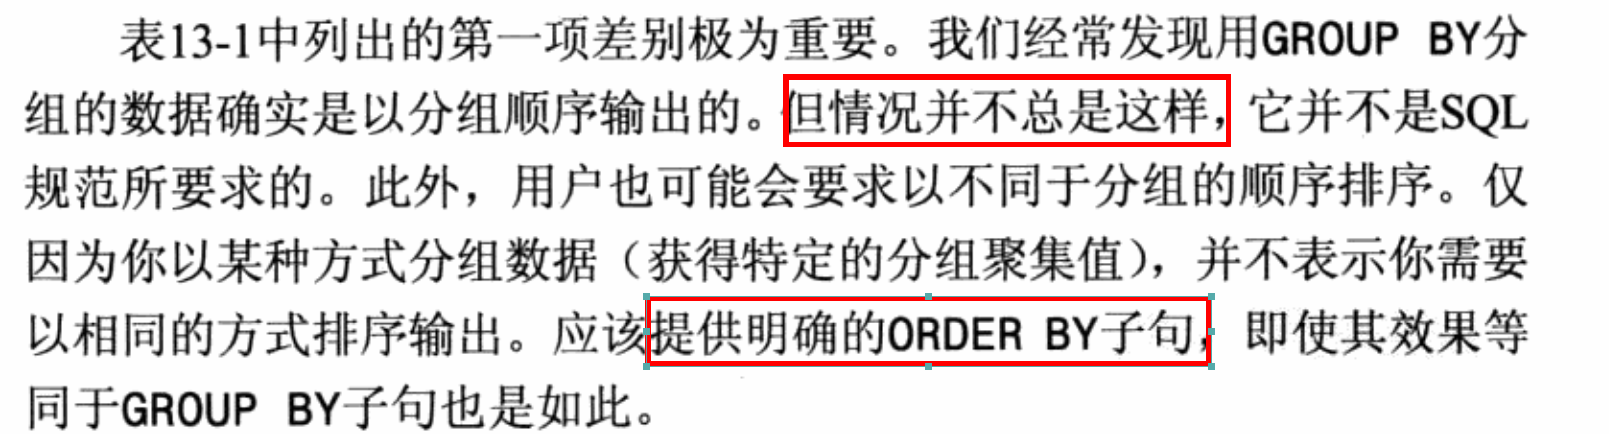 表13-1中列出的第一项差别极为重要。我们经常发现用GROUP BY分
组的数据确实是以分组顺序输出的。但情况并不总是这样，它并不是SQL
规范所要求的。此外，用户也可能会要求以不同于分组的顺序排序。仅
因为你以某种方式分组数据（获得特定的分组聚集值），并不表示你需要
以相同的方式排序输出。应该提供明确的ORDER BY子句，即使其效果等
同于GROUP BY子句也是如此。